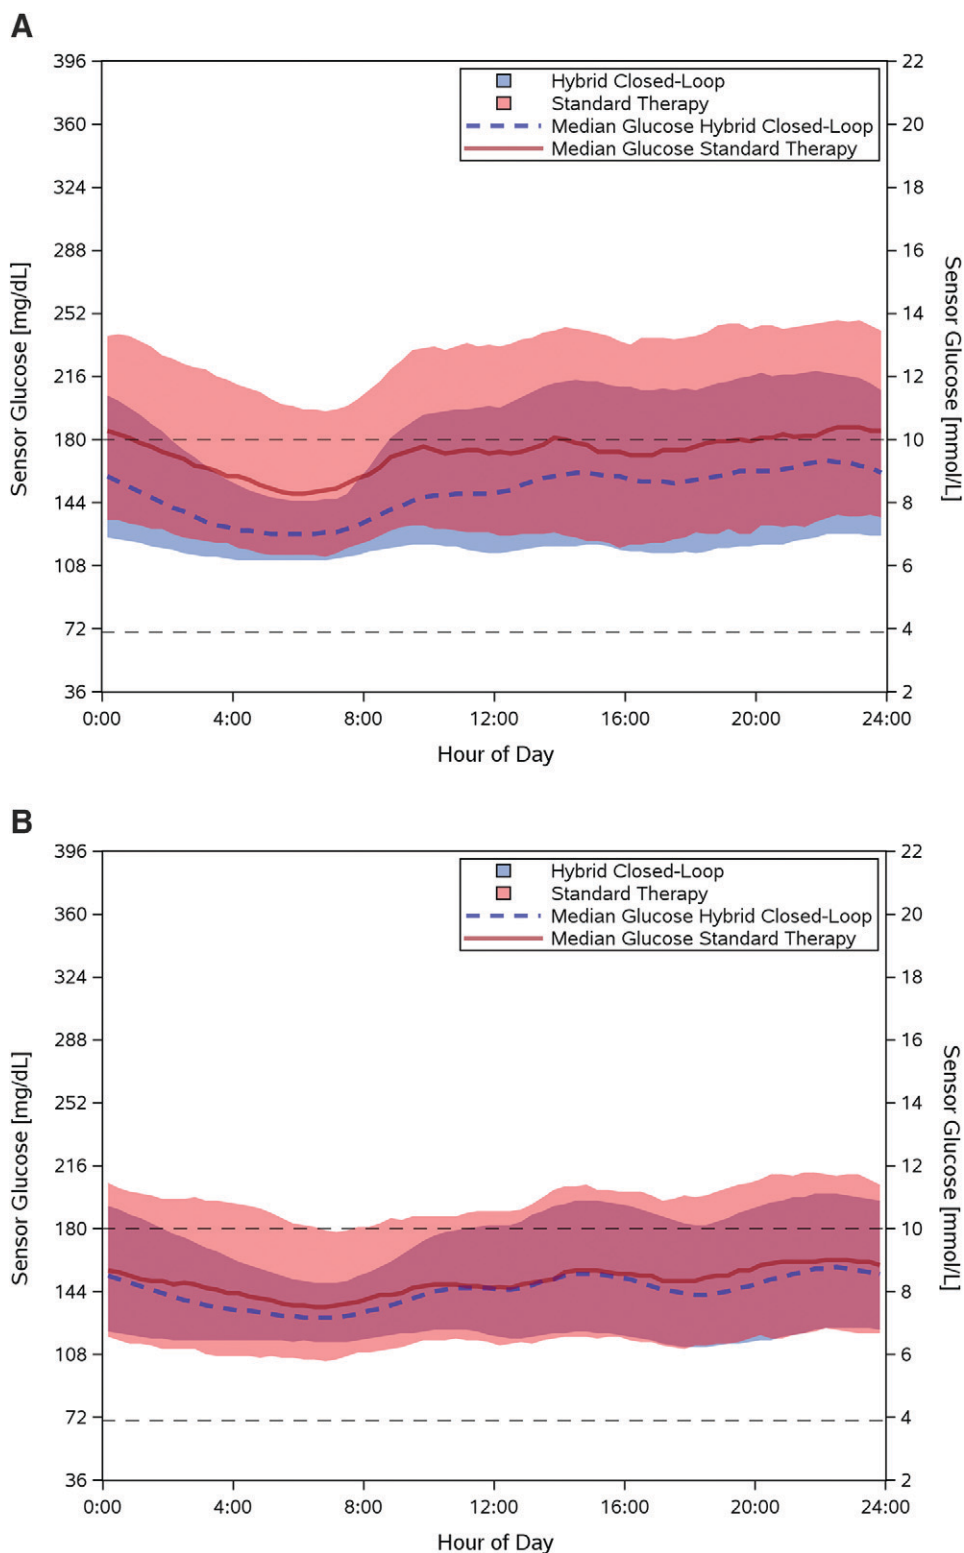 A
Hybrid Closed-Loop
Standard Therapy
Median Glucose Hybrid Closed-Loop
Median Glucose Standard Therapy
Sensor Glucose [mg/dL]
396
360
324
288
252
216
180
144
108
72
36
22
20
18
16
14
12
10
8
6
4
2
Sensor Glucose [mmol/L]
0:00 4:00 8:00 12:00 16:00 20:00 24:00
Hour of Day
B
Hybrid Closed-Loop
Standard Therapy
Median Glucose Hybrid Closed-Loop
Median Glucose Standard Therapy
Sensor Glucose [mg/dL]
396
360
324
288
252
216
180
144
108
72
36
22
20
18
16
14
12
10
8
6
4
2
Sensor Glucose [mmol/L]
0:00 4:00 8:00 12:00 16:00 20:00 24:00
Hour of Day